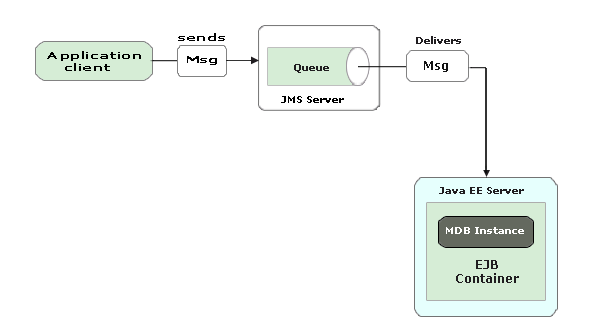 sends
Application
client
Msg
Queue
JMS Server
Delivers
Msg
Java EE Server
MDB Instance
EJB
Container